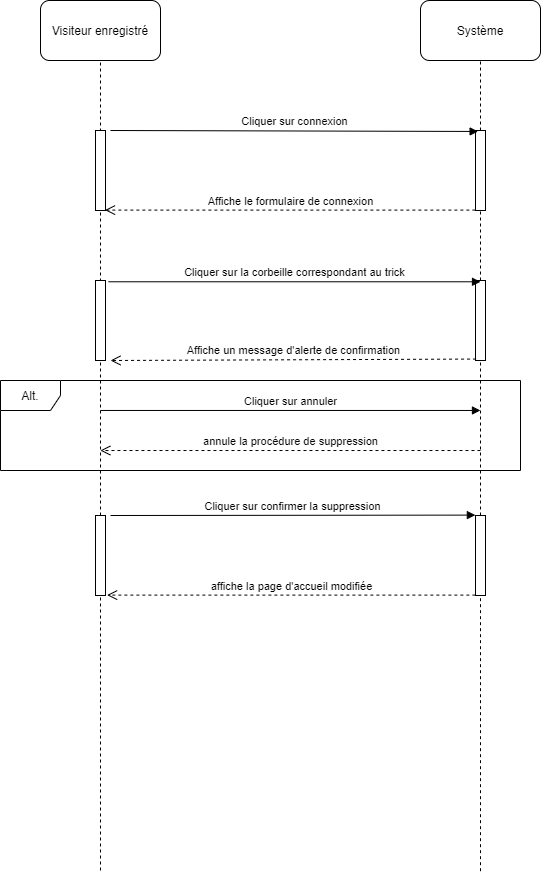 Visiteur enregistré
Système
Cliquer sur connexion
Affiche le formulaire de connexion
Cliquer sur la corbeille correspondant au trick
Affiche un message d'alerte de confirmation
Alt.
Cliquer sur annuler
annule la procédure de suppression
Cliquer sur confirmer la suppression
affiche la page d'accueil modifiée